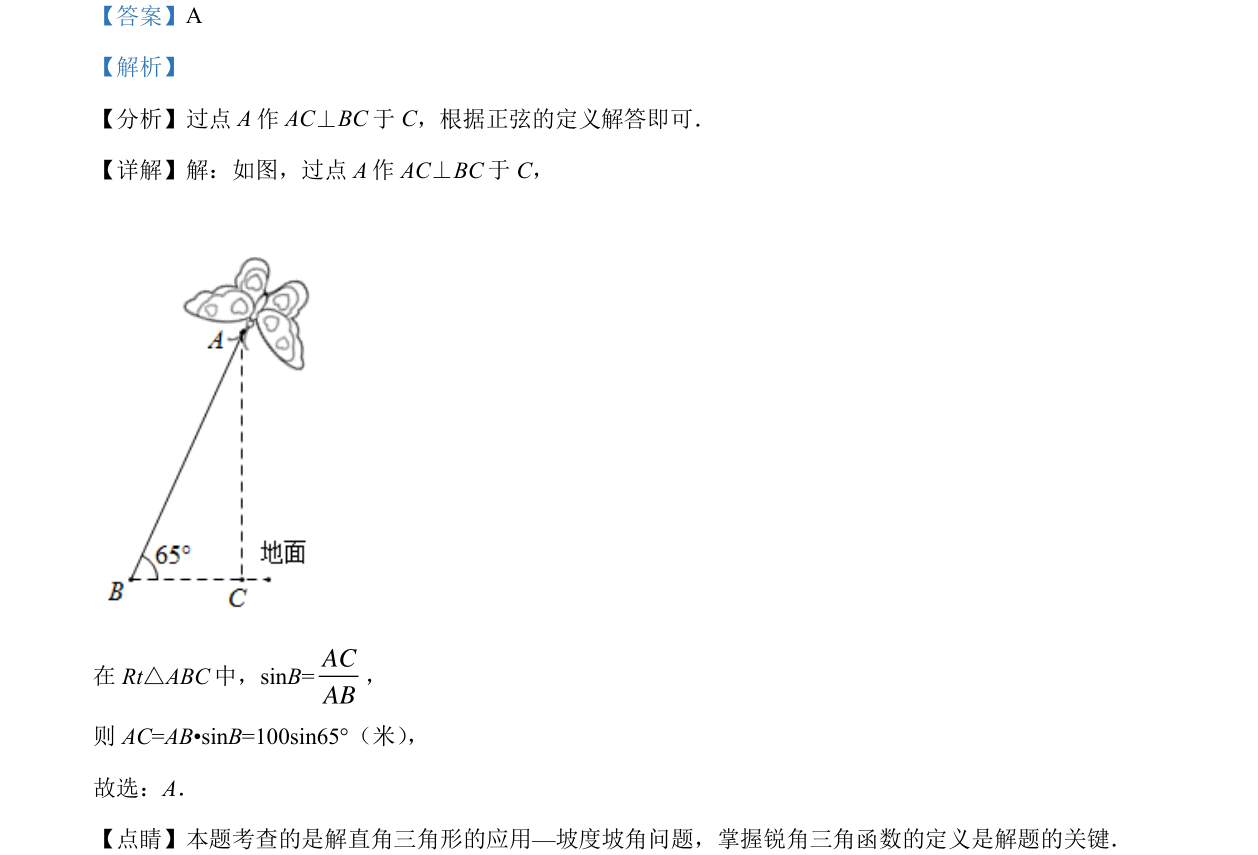 【答案】A
【解析】
【分析】过点 A 作 AC⊥BC 于 C，根据正弦的定义解答即可．
【详解】解：如图，过点 A 作 AC⊥BC 于 C，
A
65°
地面
B
C
在 Rt△ABC 中，sinB=AC/AB，
则 AC=AB•sinB=100sin65°（米），
故选：A．
【点睛】本题考查的是解直角三角形的应用—坡度坡角问题，掌握锐角三角函数的定义是解题的关键．